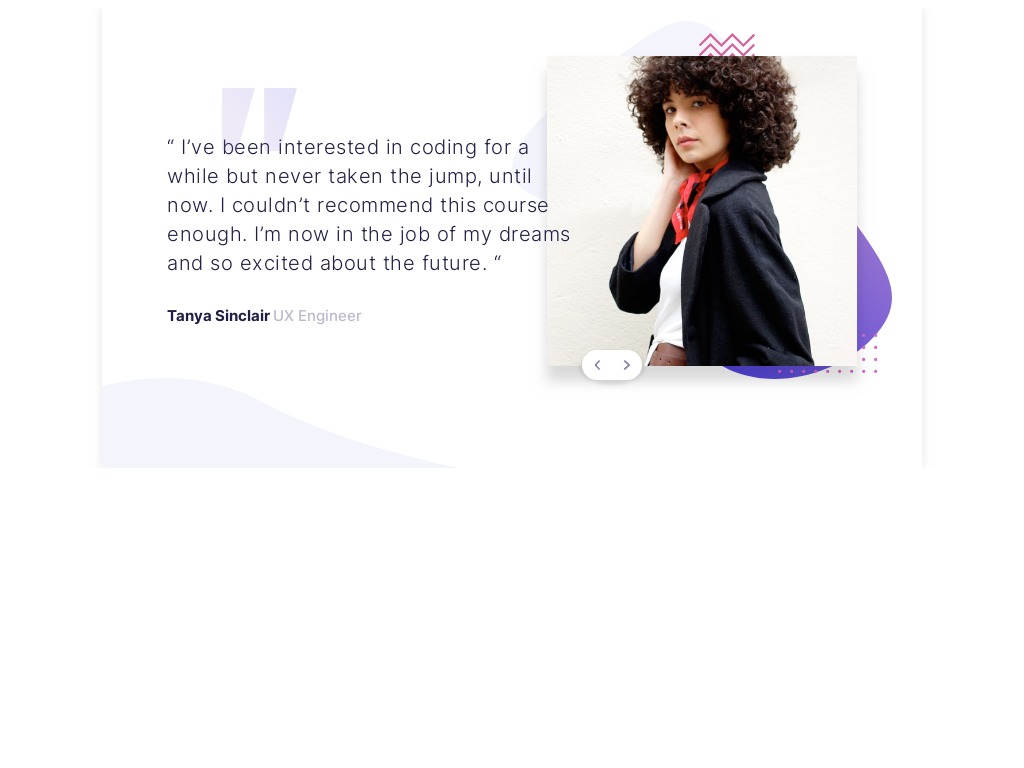 “ I’ve been interested in coding for a
while but never taken the jump, until
now. I couldn’t recommend this course
enough. I’m now in the job of my dreams
and so excited about the future. “
Tanya Sinclair UX Engineer